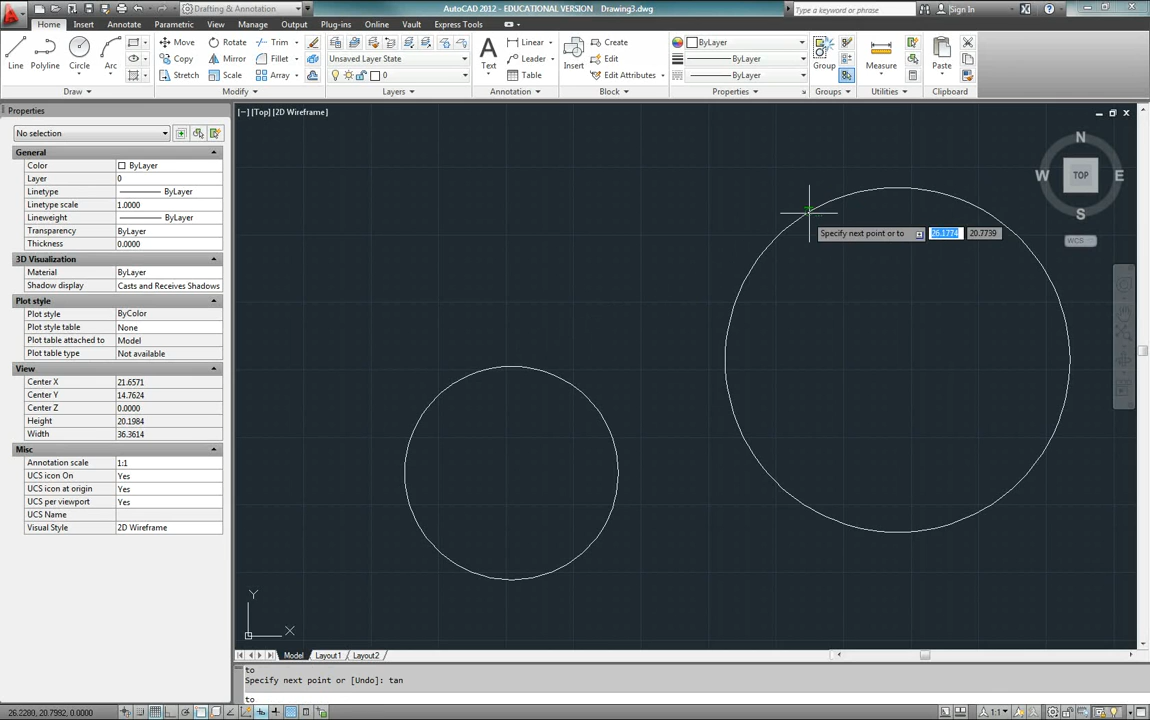 AutoCAD 2012 - EDUCATIONAL VERSION Drawing3.dwg
Drafting & Annotation
Type a keyword or phrase
Sign In
Home Insert Annotate Parametric View Manage Output Plug-ins Online Vault Express Tools
Line Polyline Circle Arc
Move Rotate Trim
Copy Mirror Fillet
Stretch Scale Array
Unsaved Layer State
0
Text
Linear
Leader
Table
Insert
Create
Edit
Edit Attributes
ByLayer
ByLayer
ByLayer
Group
Measure
Paste
Draw Modify Layers Annotation Block Properties Groups Utilities Clipboard
Properties
No selection
General
Color ByLayer
Layer 0
Linetype ByLayer
Linetype scale 1.0000
Lineweight ByLayer
Transparency ByLayer
Thickness 0.0000
3D Visualization
Material ByLayer
Shadow display Casts and Receives Shadows
Plot style
Plot style ByColor
Plot style table None
Plot table attached to Model
Plot table type Not available
View
Center X 21.6571
Center Y 14.7624
Center Z 0.0000
Height 20.1984
Width 36.3614
Misc
Annotation scale 1:1
UCS icon On Yes
UCS icon at origin Yes
UCS per viewport Yes
UCS Name
Visual Style 2D Wireframe
[−] [Top] [2D Wireframe]
N
W TOP E
S
WCS
Specify next point or to 26.1774 20.7739
Y
X
Model Layout1 Layout2
to
Specify next point or [Undo]: tan
to
26.2280, 20.7992, 0.0000
1:1